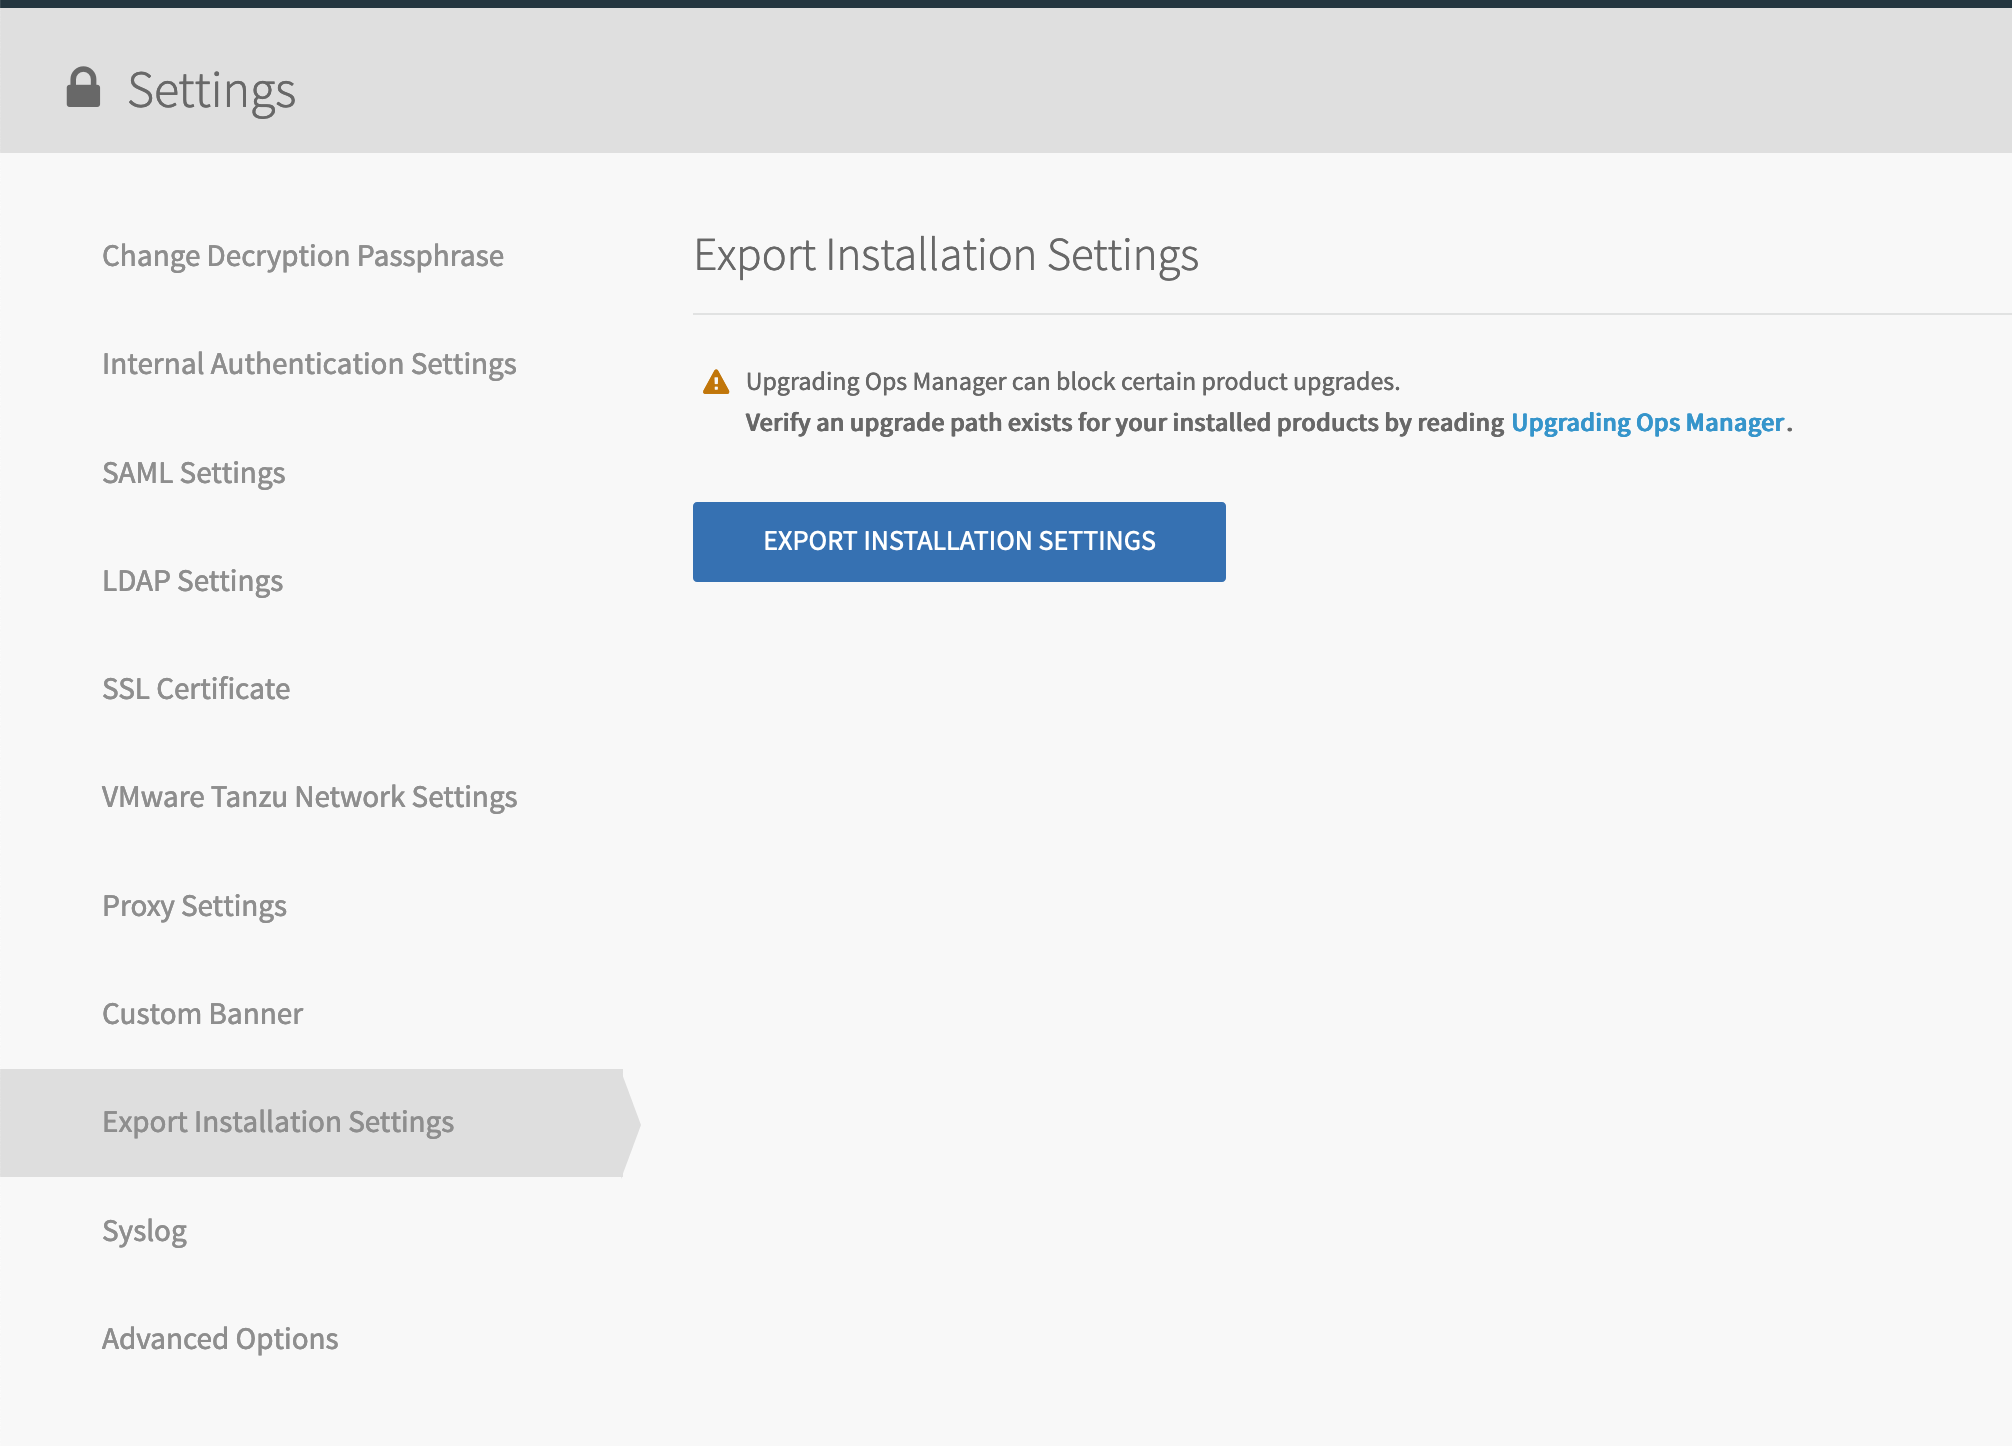 Settings
Change Decryption Passphrase
Internal Authentication Settings
SAML Settings
LDAP Settings
SSL Certificate
VMware Tanzu Network Settings
Proxy Settings
Custom Banner
Export Installation Settings
Syslog
Advanced Options
Export Installation Settings
Upgrading Ops Manager can block certain product upgrades.
Verify an upgrade path exists for your installed products by reading Upgrading Ops Manager.
EXPORT INSTALLATION SETTINGS